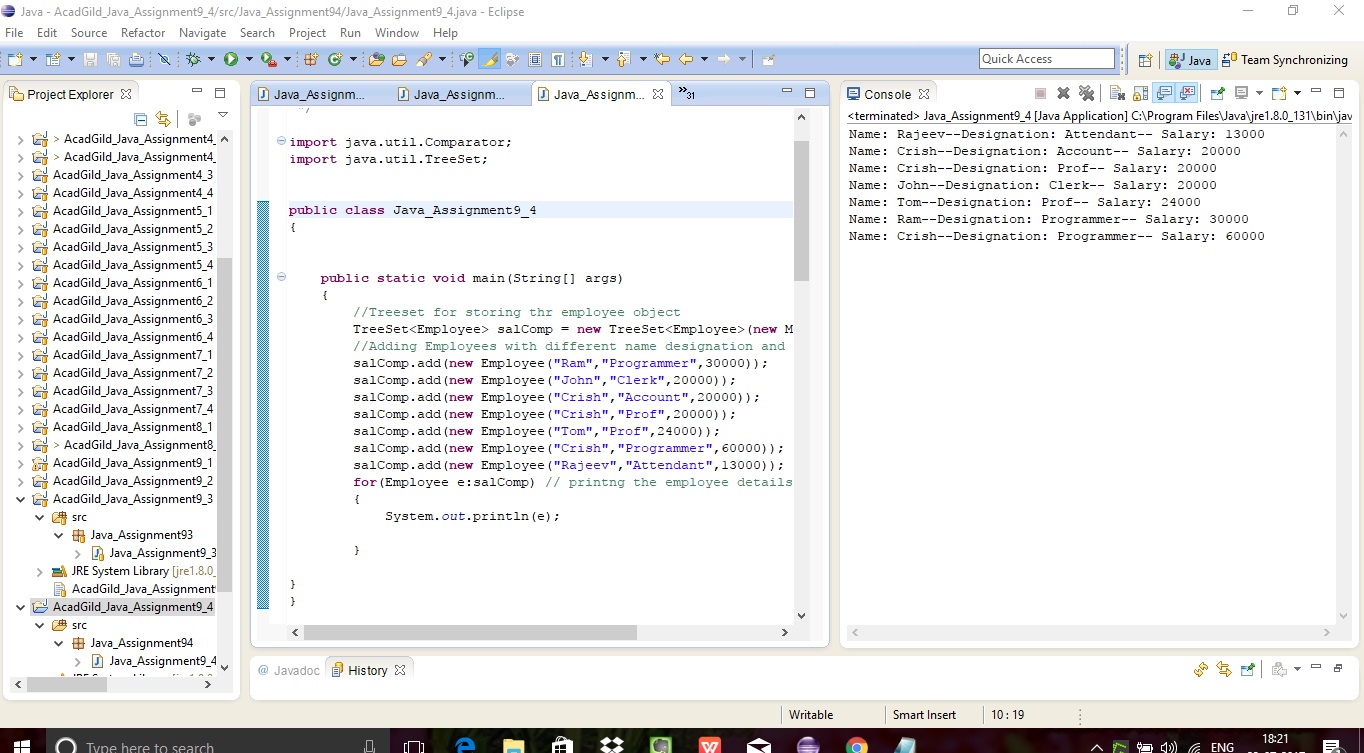 Java - AcadGild_Java_Assignment9_4/src/Java_Assignment94/Java_Assignment9_4.java - Eclipse
File Edit Source Refactor Navigate Search Project Run Window Help
Quick Access
Java
Team Synchronizing
Project Explorer
> AcadGild_Java_Assignment4_
> AcadGild_Java_Assignment4_
AcadGild_Java_Assignment4_3
AcadGild_Java_Assignment4_4
AcadGild_Java_Assignment5_1
AcadGild_Java_Assignment5_2
AcadGild_Java_Assignment5_3
AcadGild_Java_Assignment5_4
AcadGild_Java_Assignment6_1
AcadGild_Java_Assignment6_2
AcadGild_Java_Assignment6_3
AcadGild_Java_Assignment6_4
AcadGild_Java_Assignment7_1
AcadGild_Java_Assignment7_2
AcadGild_Java_Assignment7_3
AcadGild_Java_Assignment7_4
AcadGild_Java_Assignment8_1
> AcadGild_Java_Assignment8_
AcadGild_Java_Assignment9_1
AcadGild_Java_Assignment9_2
AcadGild_Java_Assignment9_3
src
Java_Assignment93
Java_Assignment9_3
JRE System Library [jre1.8.0_
AcadGild_Java_Assignment
AcadGild_Java_Assignment9_4
src
Java_Assignment94
Java_Assignment9_4
Java_Assignm... Java_Assignm... Java_Assignm... »31
*/
import java.util.Comparator;
import java.util.TreeSet;
public class Java_Assignment9_4
{
public static void main(String[] args)
{
//Treeset for storing thr employee object
TreeSet<Employee> salComp = new TreeSet<Employee>(new M
//Adding Employees with different name designation and
salComp.add(new Employee("Ram","Programmer",30000));
salComp.add(new Employee("John","Clerk",20000));
salComp.add(new Employee("Crish","Account",20000));
salComp.add(new Employee("Crish","Prof",20000));
salComp.add(new Employee("Tom","Prof",24000));
salComp.add(new Employee("Crish","Programmer",60000));
salComp.add(new Employee("Rajeev","Attendant",13000));
for(Employee e:salComp) // printng the employee details
{
System.out.println(e);
}
}
}
Console
<terminated> Java_Assignment9_4 [Java Application] C:\Program Files\Java\jre1.8.0_131\bin\jav
Name: Rajeev--Designation: Attendant-- Salary: 13000
Name: Crish--Designation: Account-- Salary: 20000
Name: Crish--Designation: Prof-- Salary: 20000
Name: John--Designation: Clerk-- Salary: 20000
Name: Tom--Designation: Prof-- Salary: 24000
Name: Ram--Designation: Programmer-- Salary: 30000
Name: Crish--Designation: Programmer-- Salary: 60000
@ Javadoc History
Writable Smart Insert 10 : 19
Type here to search
ENG
18:21